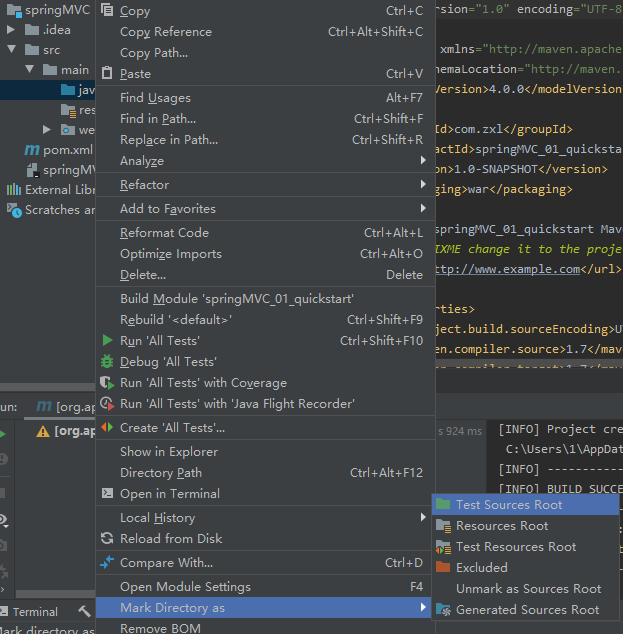 springMVC
.idea
src
main
jav
res
we
pom.xml
springMV
External Libr
Scratches an
Copy Ctrl+C
Copy Reference Ctrl+Alt+Shift+C
Copy Path...
Paste Ctrl+V
Find Usages Alt+F7
Find in Path... Ctrl+Shift+F
Replace in Path... Ctrl+Shift+R
Analyze
Refactor
Add to Favorites
Reformat Code Ctrl+Alt+L
Optimize Imports Ctrl+Alt+O
Delete... Delete
Build Module 'springMVC_01_quickstart'
Rebuild '<default>' Ctrl+Shift+F9
Run 'All Tests' Ctrl+Shift+F10
Debug 'All Tests'
Run 'All Tests' with Coverage
Run 'All Tests' with 'Java Flight Recorder'
Create 'All Tests'...
Show in Explorer
Directory Path Ctrl+Alt+F12
Open in Terminal
Local History
Reload from Disk
Compare With... Ctrl+D
Open Module Settings F4
Mark Directory as
Remove BOM
Test Sources Root
Resources Root
Test Resources Root
Excluded
Unmark as Sources Root
Generated Sources Root
rsion="1.0" encoding="UTF-8
xmlns="http://maven.apache
hemaLocation="http://maven.
Version>4.0.0</modelVersion
Id>com.zxl</groupId>
actId>springMVC_01_quicksta
on>1.0-SNAPSHOT</version>
ging>war</packaging>
springMVC_01_quickstart Mav
IXME change it to the proje
ttp://www.example.com</url>
rties>
ject.build.sourceEncoding>U
en.compiler.source>1.7</mav
un:
[org.ap
[org.ap
s 924 ms
[INFO] Project cre
C:\Users\1\AppDat
[INFO] -----------
[INFO] BUILD SUCCE
Terminal
Mark directory as